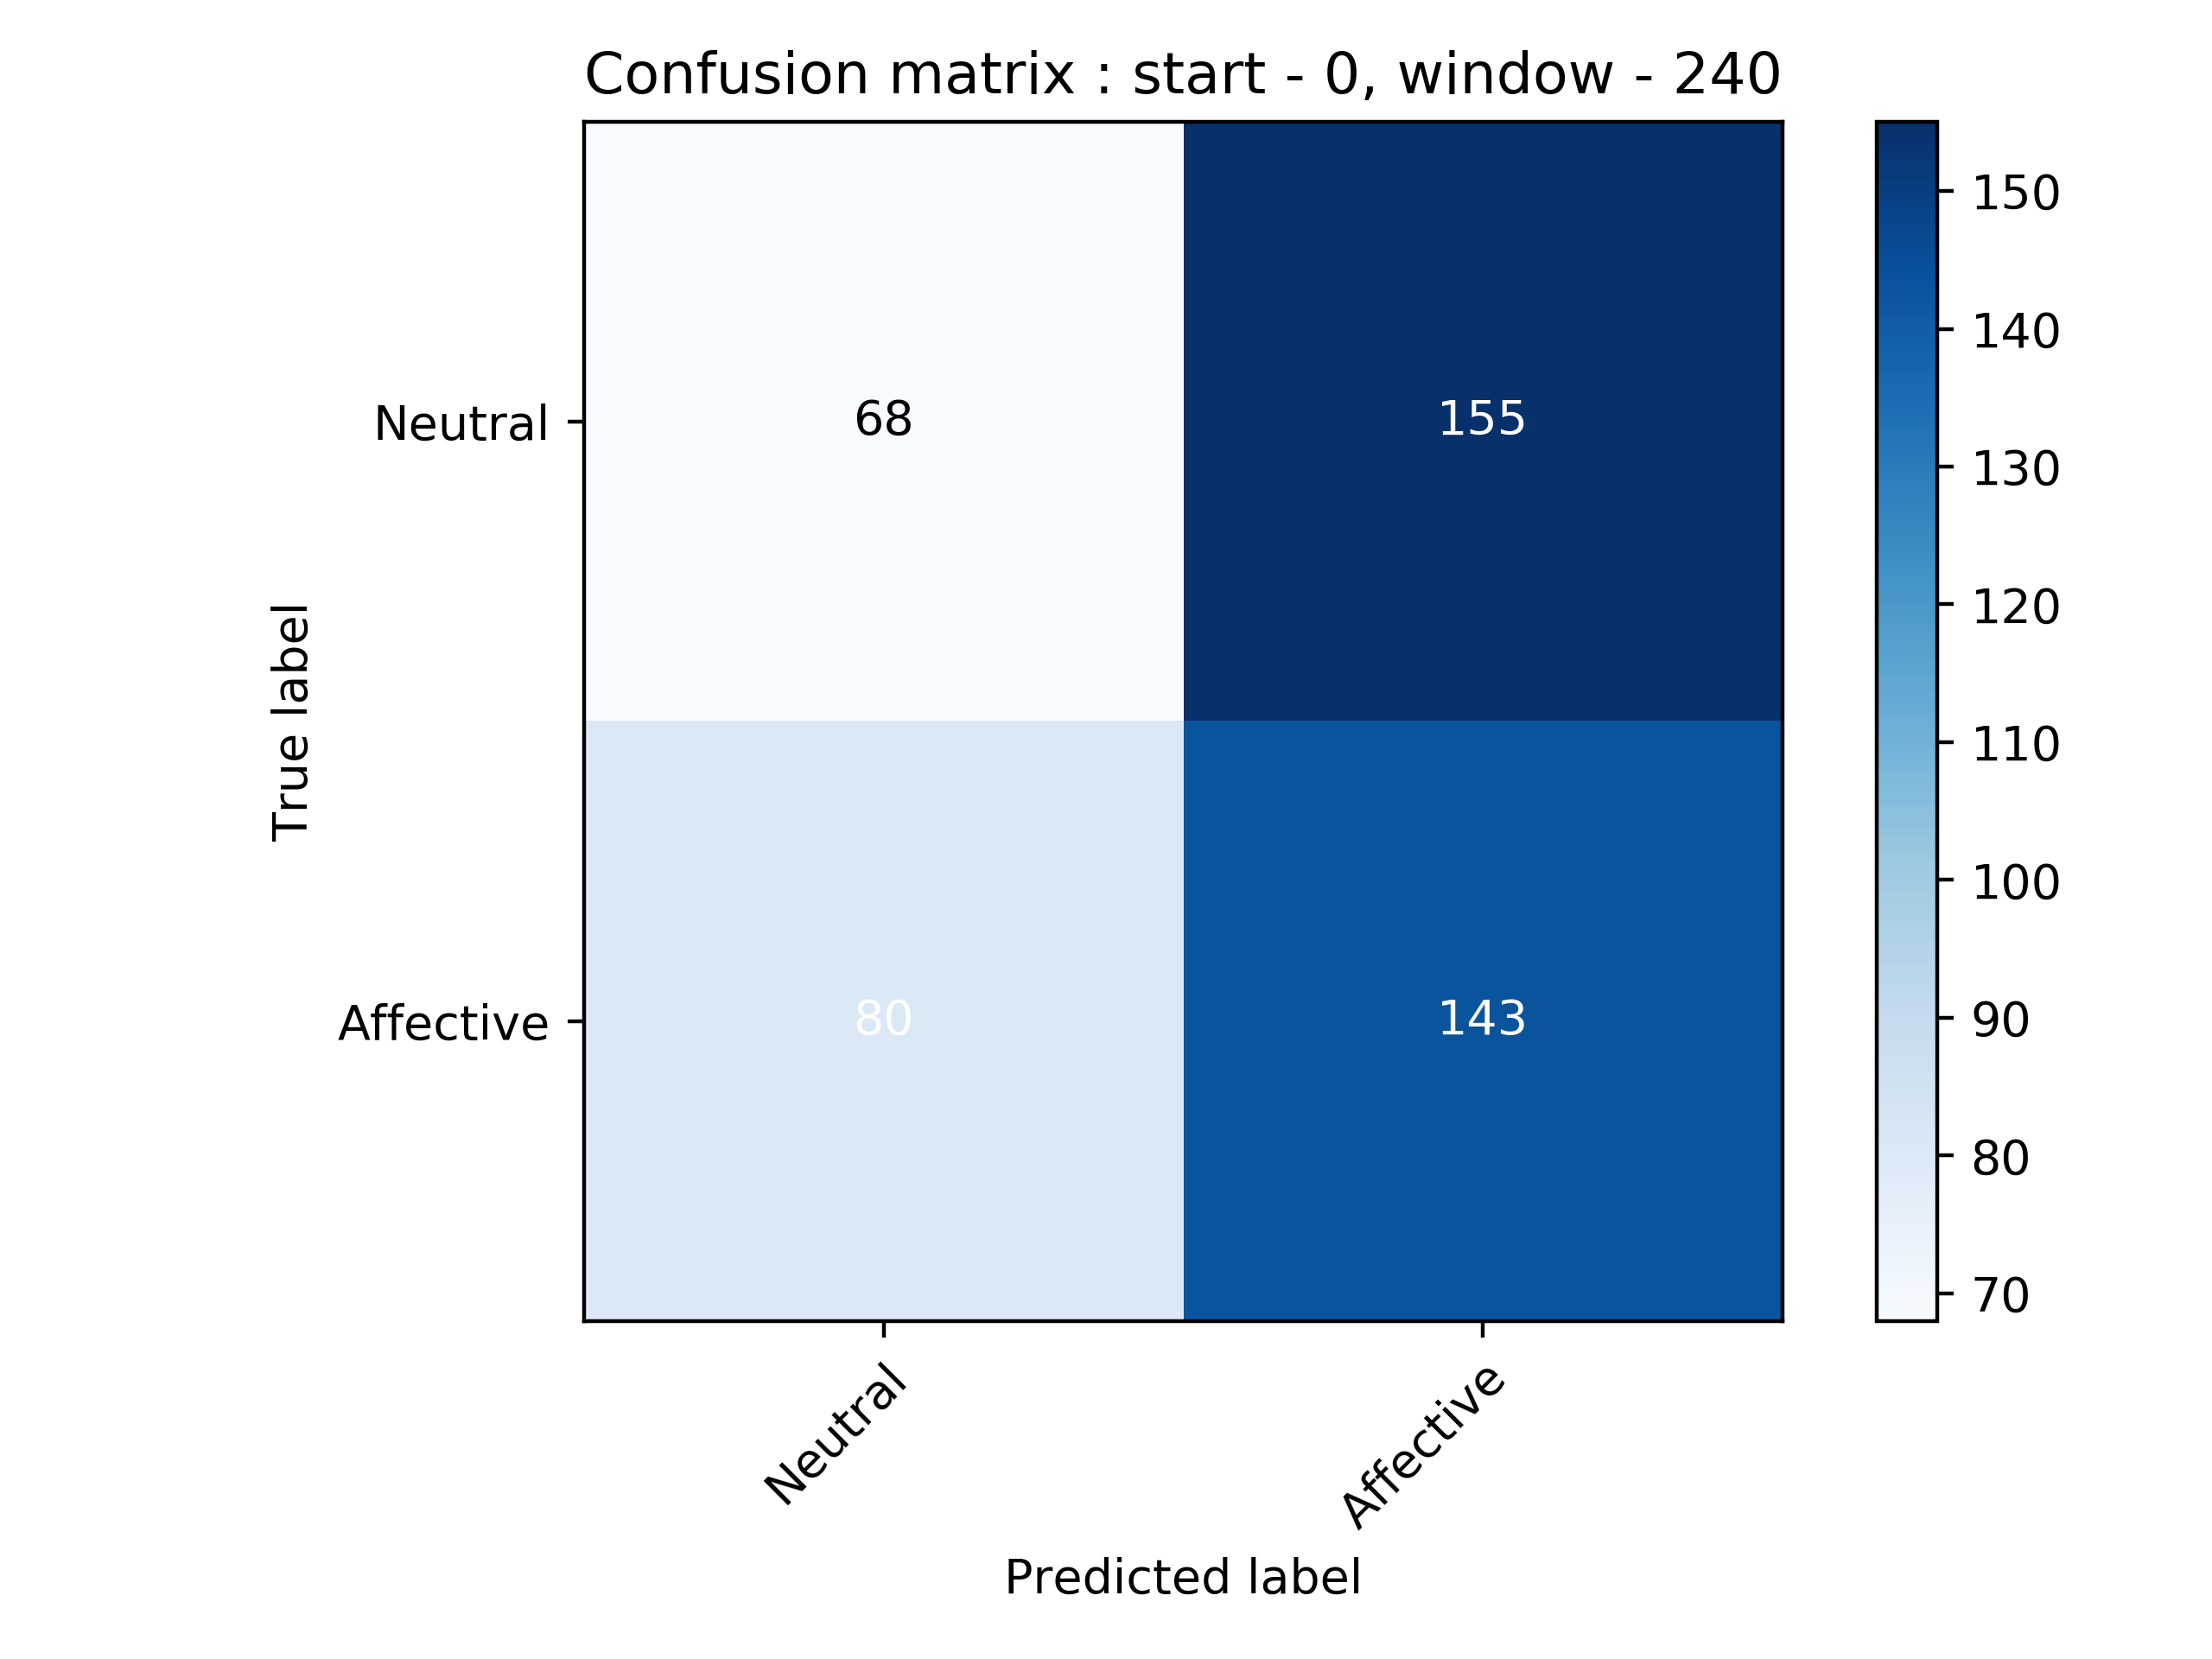 Confusion matrix : start - 0, window - 240
True label
Neutral
68
155
Affective
80
143
Neutral
Affective
Predicted label
150
140
130
120
110
100
90
80
70